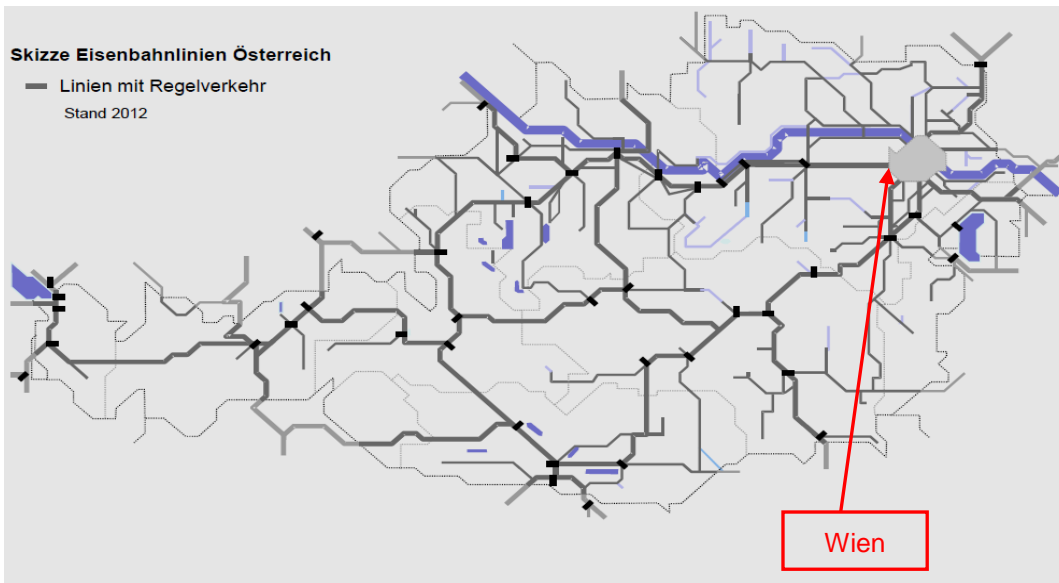 Skizze Eisenbahnlinien Österreich
Linien mit Regelverkehr
Stand 2012
Wien